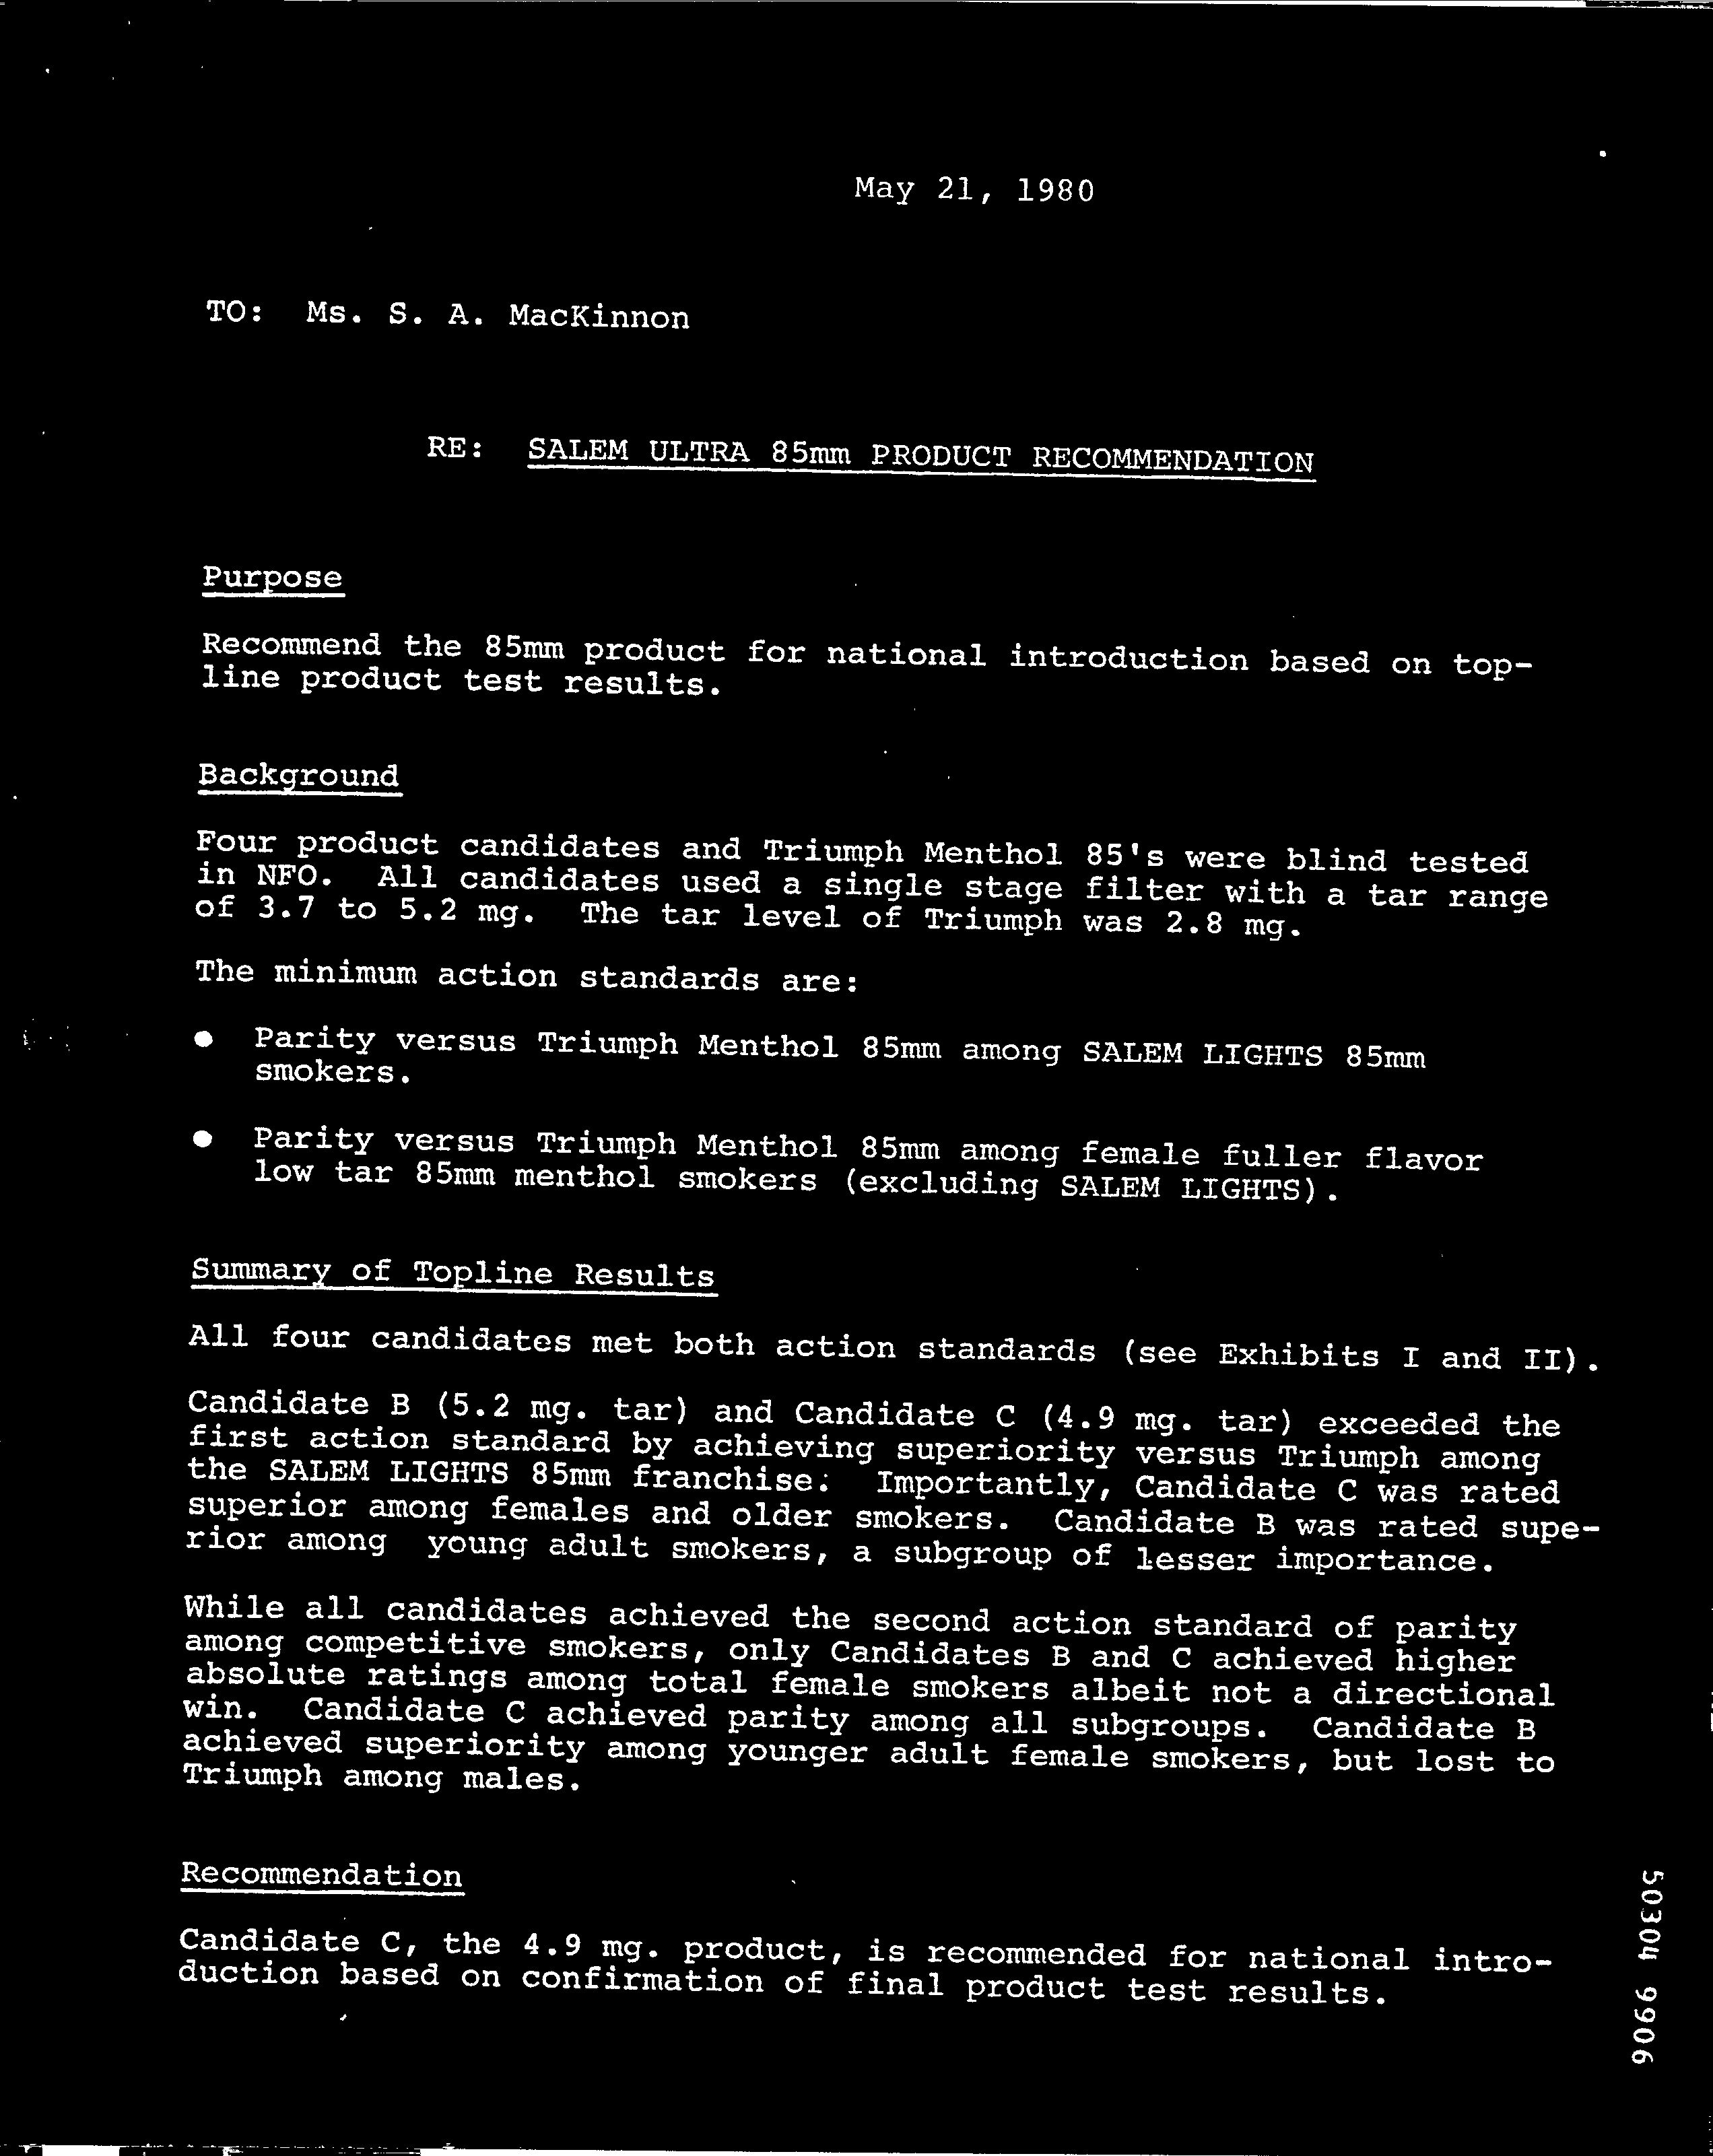 May 21, 1980
TO: Ms. S. A. MacKinnon
RE: SALEM ULTRA 85mm PRODUCT RECOMMENDATION
Purpose
Recommend the 85mm product for national introduction based on top-
line product test results.
Background
Four product candidates and Triumph Menthol 85's were blind tested
in NFO. All candidates used a single stage filter with a tar range
of 3.7 to 5.2 mg. The tar level of Triumph was 2.8 mg.
The minimum action standards are:
● Parity versus Triumph Menthol 85mm among SALEM LIGHTS 85mm
smokers.
● Parity versus Triumph Menthol 85mm among female fuller flavor
low tar 85mm menthol smokers (excluding SALEM LIGHTS).
Summary of Topline Results
All four candidates met both action standards (see Exhibits I and II).
Candidate B (5.2 mg. tar) and Candidate C (4.9 mg. tar) exceeded the
first action standard by achieving superiority versus Triumph among
the SALEM LIGHTS 85mm franchise. Importantly, Candidate C was rated
superior among females and older smokers. Candidate B was rated supe-
rior among young adult smokers, a subgroup of lesser importance.
While all candidates achieved the second action standard of parity
among competitive smokers, only Candidates B and C achieved higher
absolute ratings among total female smokers albeit not a directional
win. Candidate C achieved parity among all subgroups. Candidate B
achieved superiority among younger adult female smokers, but lost to
Triumph among males.
Recommendation
Candidate C, the 4.9 mg. product, is recommended for national intro-
duction based on confirmation of final product test results.
50304 9906